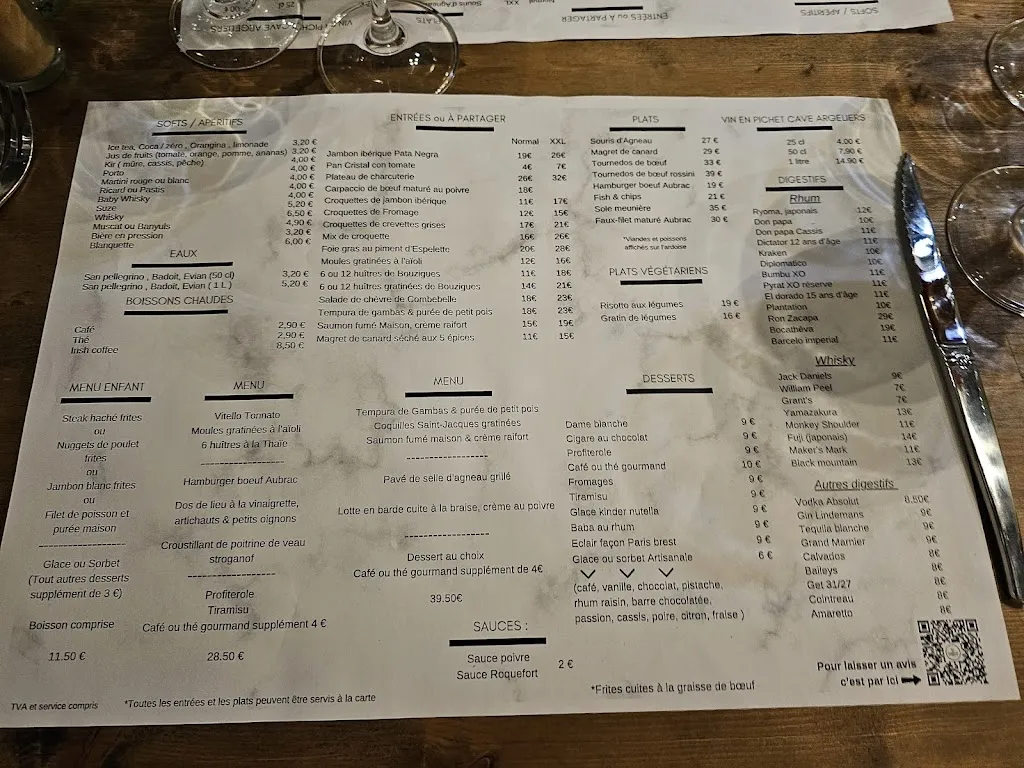 SOFTS / APÉRITIFS
Ice tea, Coca / zéro , Orangina , limonade 3,20 €
Jus de fruits (tomate, orange, pomme, ananas) 3,20 €
Kir ( mûre, cassis, pêche) 4,00 €
Porto 4,00 €
Martini rouge ou blanc 4,00 €
Ricard ou Pastis 4,00 €
Baby Whisky 4,00 €
Suze 5,20 €
Whisky 6,50 €
Muscat ou Banyuls 4,90 €
Bière en pression 3,20 €
Blanquette 6,00 €
EAUX
San pellegrino , Badoit, Evian (50 cl) 3,20 €
San pellegrino , Badoit, Evian ( 1 L ) 5,20 €
BOISSONS CHAUDES
Café 2,90 €
Thé 2,90 €
Irish coffee 8,50 €
ENTRÉES ou À PARTAGER
Normal XXL
Jambon ibérique Pata Negra 19€ 26€
Pan Cristal con tomate 4€ 7€
Plateau de charcuterie 26€ 32€
Carpaccio de bœuf maturé au poivre 18€
Croquettes de jambon ibérique 11€ 17€
Croquettes de Fromage 12€ 15€
Croquettes de crevettes grises 17€ 21€
Mix de croquette 16€ 26€
Foie gras au piment d'Espelette 20€ 28€
Moules gratinées à l'aïoli 12€ 16€
6 ou 12 huîtres de Bouzigues 11€ 18€
6 ou 12 huîtres gratinées de Bouzigues 14€ 21€
Salade de chèvre de Combebelle 18€ 23€
Tempura de gambas & purée de petit pois 18€ 23€
Saumon fumé Maison, crème raifort 15€ 19€
Magret de canard séché aux 5 épices 11€ 15€
PLATS
Souris d'Agneau 27 €
Magret de canard 29 €
Tournedos de bœuf 33 €
Tournedos de bœuf rossini 39 €
Hamburger boeuf Aubrac 19 €
Fish & chips 21 €
Sole meunière 35 €
Faux-filet maturé Aubrac 30 €
*Viandes et poissons
affichés sur l'ardoise
PLATS VÉGÉTARIENS
Risotto aux légumes 19 €
Gratin de légumes 16 €
VIN EN PICHET CAVE ARGELIERS
25 cl 4.00 €
50 cl 7,90 €
1 litre 14.90 €
DIGESTIFS
Rhum
Ryoma, japonais 12€
Don papa 10€
Don papa Cassis 11€
Dictator 12 ans d'âge 11€
Kraken 10€
Diplomatico 10€
Bumbu XO 11€
Pyrat XO réserve 11€
El dorado 15 ans d'âge 11€
Plantation 10€
Ron Zacapa 29€
Bocathéva 19€
Barcelo imperial 11€
Whisky
Jack Daniels 9€
William Peel 7€
Grant's 7€
Yamazakura 13€
Monkey Shoulder 11€
Fuji (japonais) 14€
Maker's Mark 11€
Black mountain 13€
Autres digestifs
Vodka Absolut 8,50€
Gin Lindemans 9€
Tequila blanche 9€
Grand Marnier 9€
Calvados 8€
Baileys 8€
Get 31/27 8€
Cointreau 8€
Amaretto 8€
MENU ENFANT
Steak haché frites
ou
Nuggets de poulet
frites
ou
Jambon blanc frites
ou
Filet de poisson et
purée maison
-------------------
Glace ou Sorbet
(Tout autres desserts
supplément de 3 €)
Boisson comprise
11.50 €
MENU
Vitello Tonnato
Moules gratinées à l'aïoli
6 huîtres à la Thaïe
-------------------
Hamburger boeuf Aubrac
Dos de lieu à la vinaigrette,
artichauts & petits oignons
Croustillant de poitrine de veau
stroganof
-------------------
Profiterole
Tiramisu
Café ou thé gourmand supplément 4 €
28.50 €
MENU
Tempura de Gambas & purée de petit pois
Coquilles Saint-Jacques gratinées
Saumon fumé maison & crème raifort
------------------
Pavé de selle d'agneau grillé
Lotte en barde cuite à la braise, crème au poivre
------------------
Dessert au choix
Café ou thé gourmand supplément de 4€
39.50€
SAUCES :
Sauce poivre
Sauce Roquefort
2 €
DESSERTS
Dame blanche 9 €
Cigare au chocolat 9 €
Profiterole 9 €
Café ou thé gourmand 10 €
Fromages 9 €
Tiramisu 9 €
Glace kinder nutella 9 €
Baba au rhum 9 €
Eclair façon Paris brest 9 €
Glace ou sorbet Artisanale 6 €
(café, vanille, chocolat, pistache,
rhum raisin, barre chocolatée,
passion, cassis, poire, citron, fraise )
*Frites cuites à la graisse de bœuf
Pour laisser un avis
c'est par ici
TVA et service compris
*Toutes les entrées et les plats peuvent être servis à la carte
SOFTS / APÉRITIFS
ENTRÉES ou À PARTAGER
PLATS
Souris d'Agneau
Normal XXL
25 cl